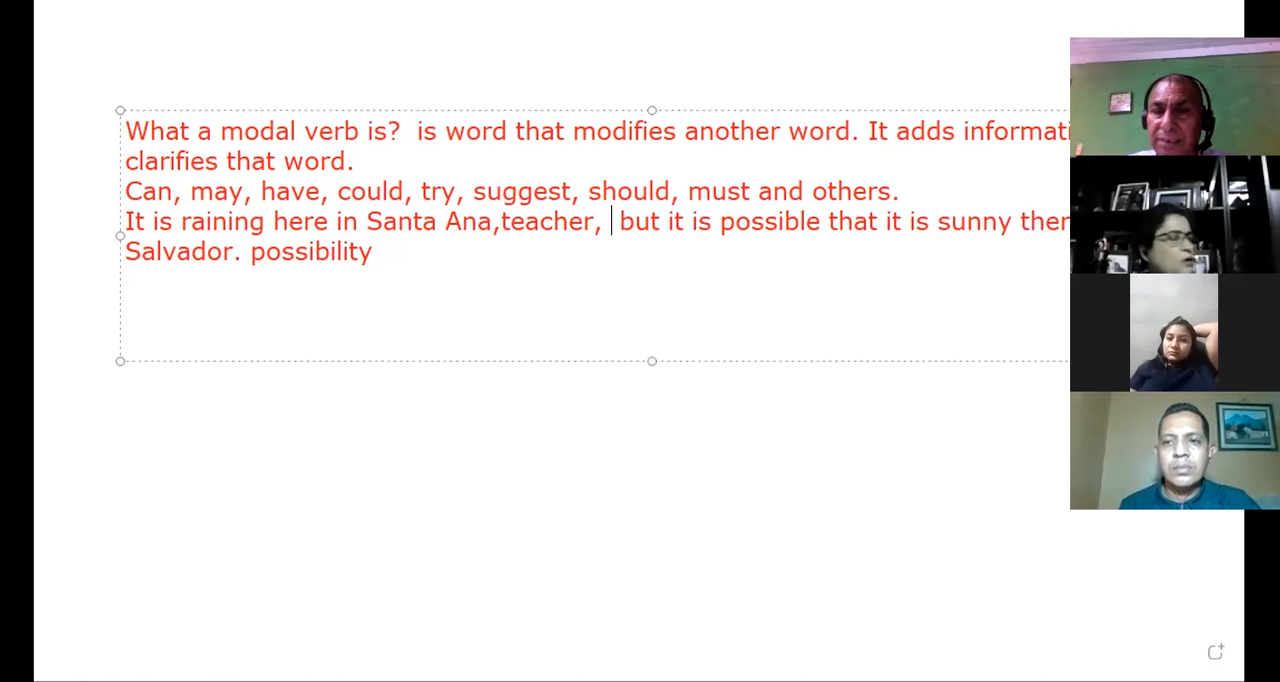 What a modal verb is?  is word that modifies another word. It adds
clarifies that word.
Can, may, have, could, try, suggest, should, must and others.
It is raining here in Santa Ana,teacher, but it is possible that it is sunny
Salvador. possibility